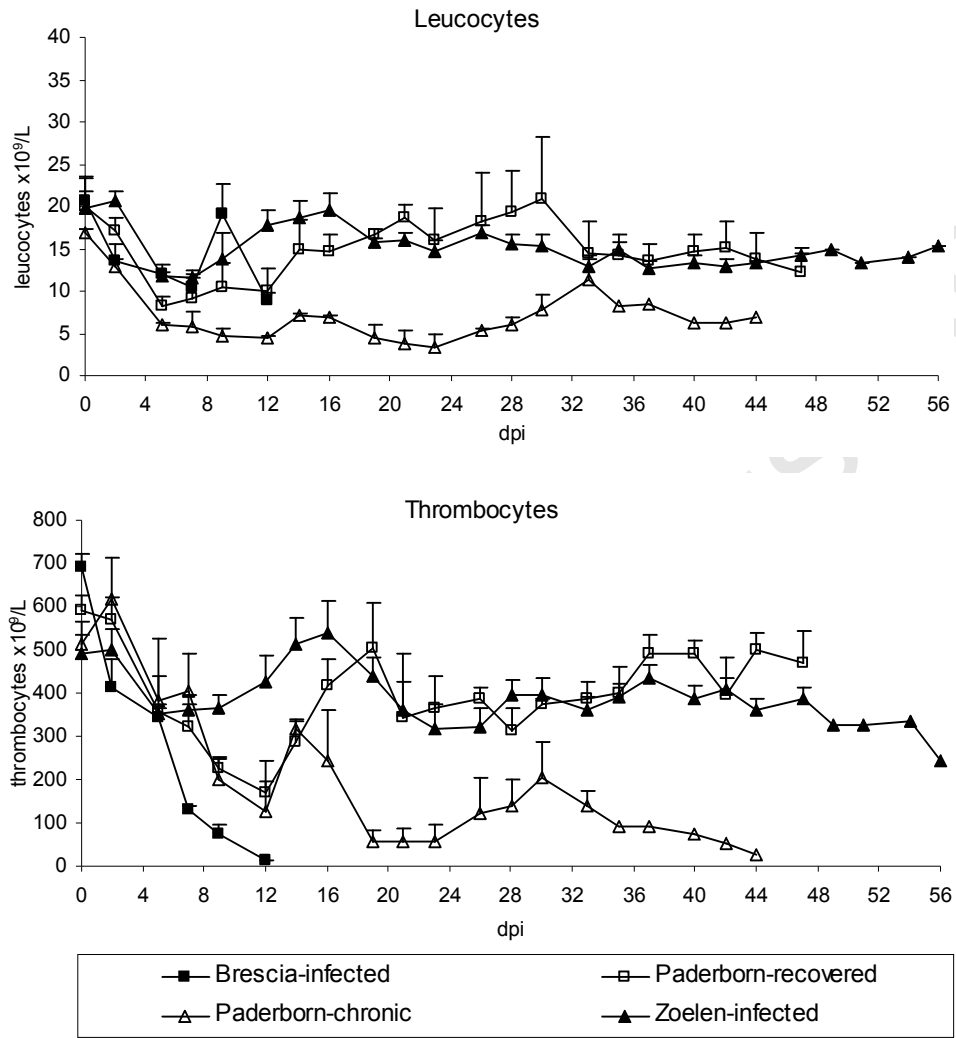 Leucocytes
40
35
30
25
20
15
10
5
0
leucocytes x10⁹/L
0 4 8 12 16 20 24 28 32 36 40 44 48 52 56
dpi
Thrombocytes
800
700
600
500
400
300
200
100
0
thrombocytes x10⁹/L
0 4 8 12 16 20 24 28 32 36 40 44 48 52 56
dpi
Brescia-infected Paderborn-recovered
Paderborn-chronic Zoelen-infected